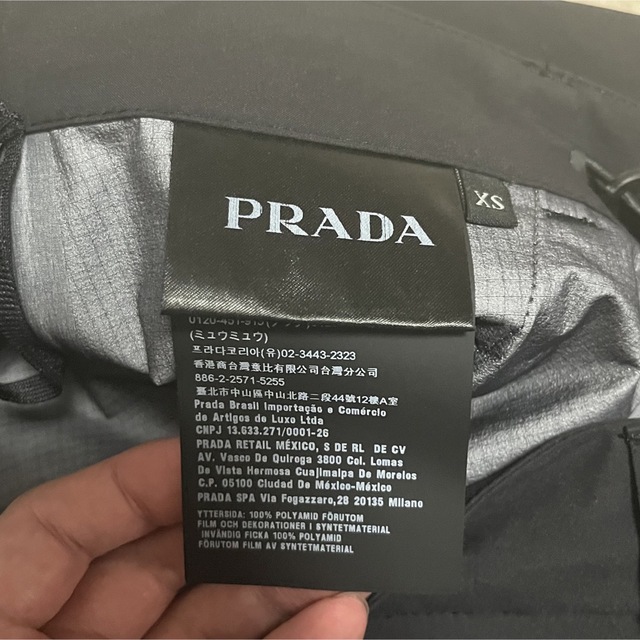 PRADA
XS
(ミュウミュウ)
프라다코리아(유)02-3443-2323
香港商台灣意比有限公司台灣分公司
886-2-2571-5255
臺北市中山區中山北路二段44號12樓A室
Prada Brasil Importação e Comércio
de Artigos de Luxo Ltda
CNPJ 13.633.271/0001-26
PRADA RETAIL MÉXICO, S DE RL DE CV
AV. Vasco De Quiroga 3800 Col. Lomas
De Vista Hermosa Cuajimalpa De Morelos
C.P. 05100 Ciudad De México-México
PRADA SPA Via Fogazzaro,28 20135 Milano
YTTERSIDA: 100% POLYAMID FÖRUTOM
FILM OCH DEKORATIONER I SYNTETMATERIAL
INVÄNDIG FICKA 100% POLYAMID
FÖRUTOM FILM AV SYNTETMATERIAL